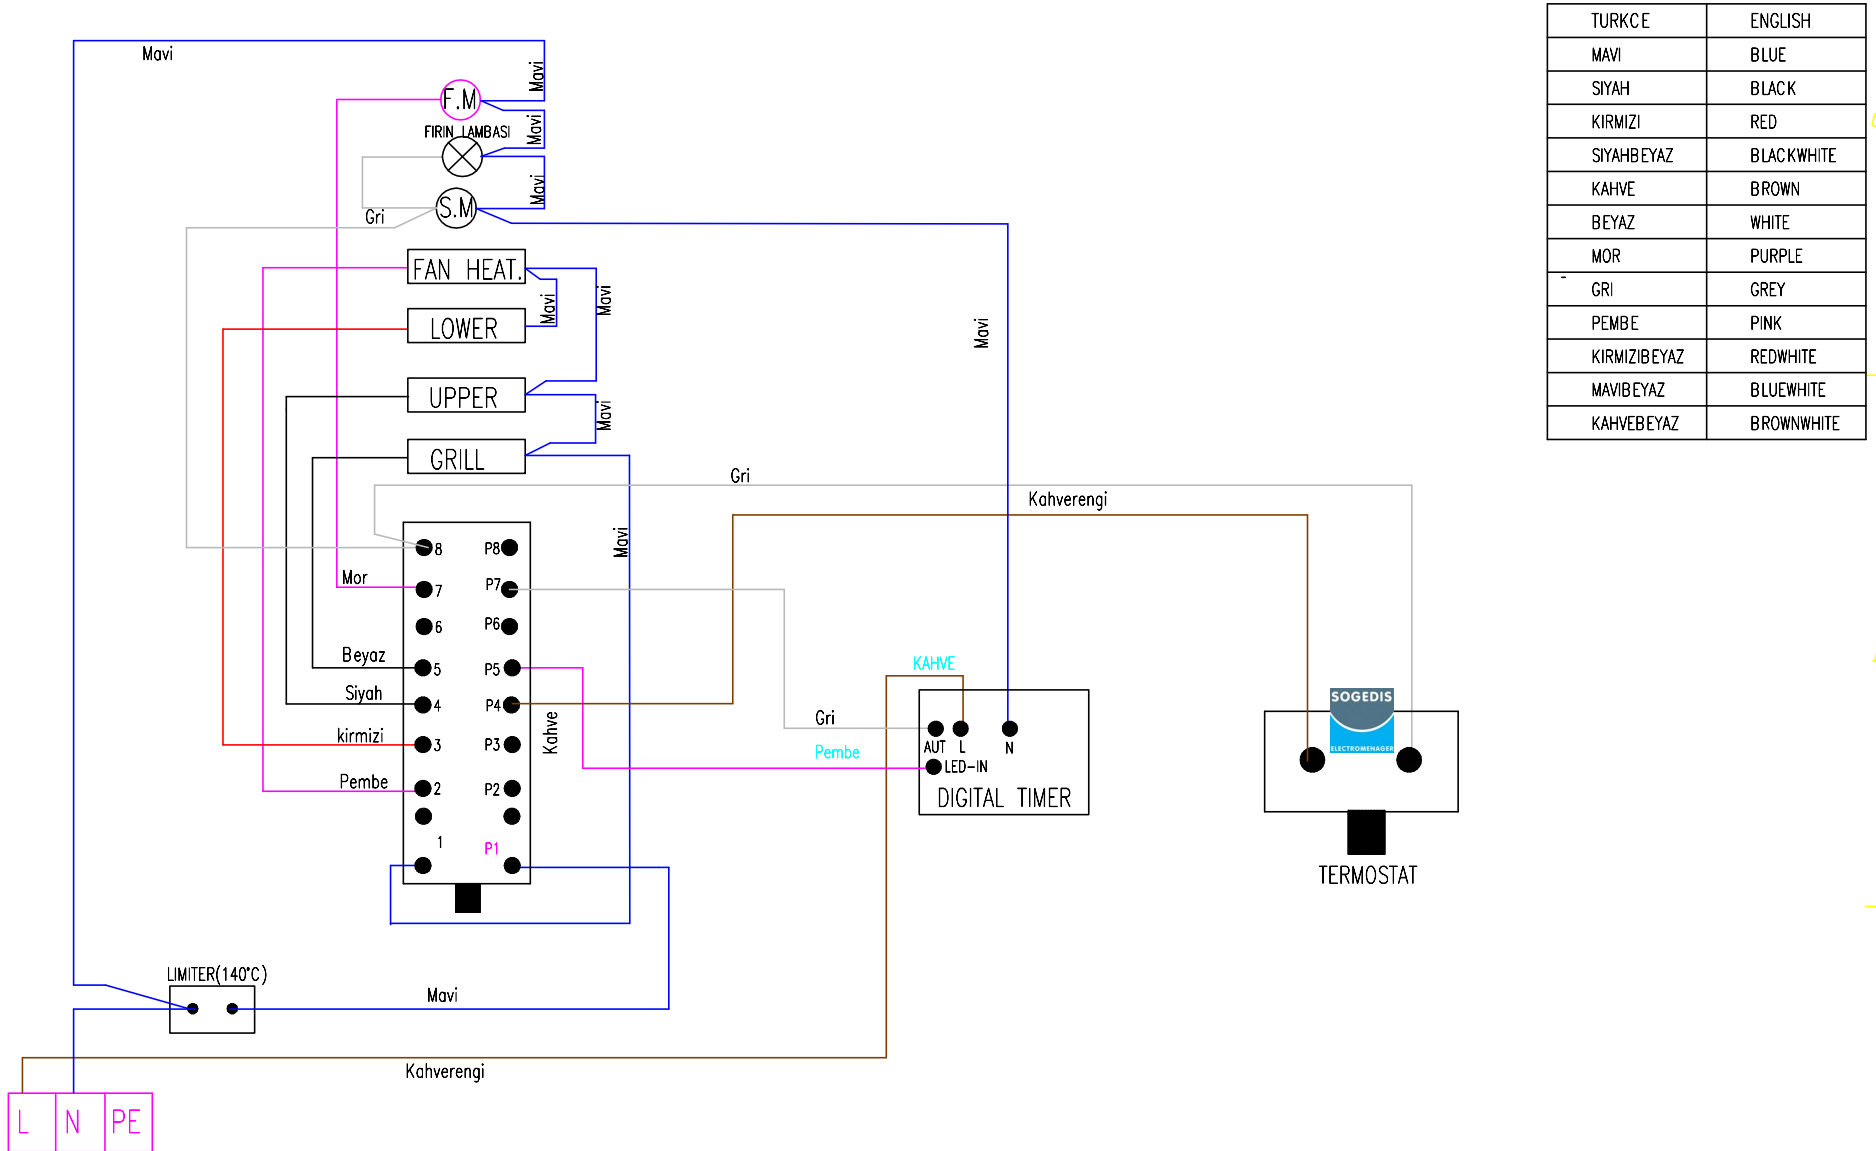 Mavi
Mavi
F.M
FIRIN LAMBASI
Mavi
Mavi
S.M
Gri
FAN HEAT.
Mavi
Mavi
LOWER
Mavi
UPPER
Mavi
GRILL
Gri
Kahverengi
Mavi
8 P8
Mor
7 P7
6 P6
Beyaz
5 P5
Siyah
4 P4
kirmizi
3 P3
Kahve
Pembe
2 P2
1 P1
KAHVE
Gri
Pembe
AUT L N
LED-IN
DIGITAL TIMER
SOGEDIS
ELECTROMENAGER
TERMOSTAT
LIMITER(140°C)
Mavi
Kahverengi
L N PE
TURKCE ENGLISH
MAVI BLUE
SIYAH BLACK
KIRMIZI RED
SIYAHBEYAZ BLACKWHITE
KAHVE BROWN
BEYAZ WHITE
MOR PURPLE
GRI GREY
PEMBE PINK
KIRMIZIBEYAZ REDWHITE
MAVIBEYAZ BLUEWHITE
KAHVEBEYAZ BROWNWHITE